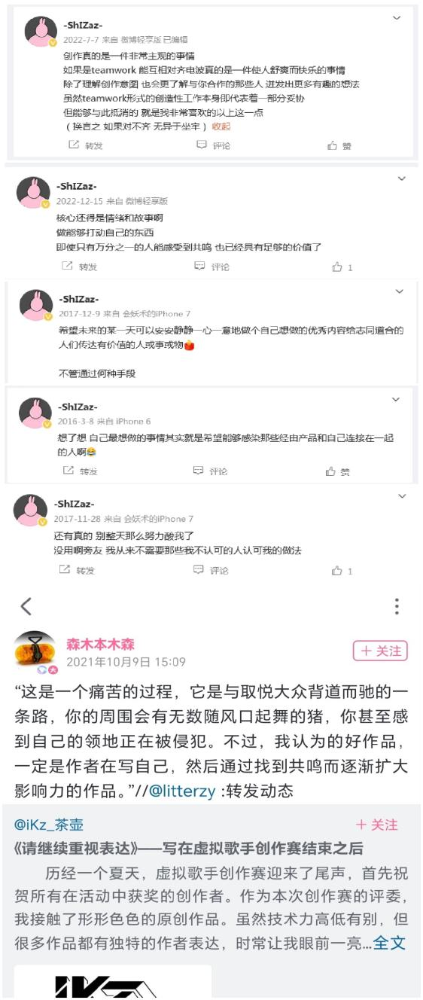 -ShIZaz-
2022-7-7 来自 微博轻享版 已编辑
创作真的是一件非常主观的事情
如果是teamwork 能互相对齐电波真的是一件使人舒爽而快乐的事情
除了理解创作意图 也会更了解与你合作的那些人 迸发出更多有趣的想法
虽然teamwork形式的创造性工作本身即代表着一部分妥协
但能够与此抵消的 就是我非常喜欢的以上这一点
（换言之 如果对不齐 无异于坐牢） 收起
转发 评论 赞
-ShIZaz-
2022-12-15 来自 微博轻享版
核心还得是情绪和故事啊
做能够打动自己的东西
即使只有万分之一的人能感受到共鸣 也已经具有足够的价值了
转发 评论 1
-ShIZaz-
2017-12-9 来自 会妖术的iPhone 7
希望未来的某一天可以安安静静一心一意地做个自己想做的优秀内容给志同道合的
人们传达有价值的人或事或物
不管通过何种手段
-ShIZaz-
2016-3-8 来自 iPhone 6
想了想 自己最想做的事情其实就是希望能够感染那些经由产品和自己连接在一起
的人啊😂
转发 评论 赞
-ShIZaz-
2017-11-28 来自 会妖术的iPhone 7
还有真的 别整天那么努力酸我了
没用啊旁友 我从来不需要那些我不认可的人认可我的做法
转发 评论 1
森木本木森
＋ 关注
2021年10月9日 15:09
“这是一个痛苦的过程，它是与取悦大众背道而驰的一
条路，你的周围会有无数随风口起舞的猪，你甚至感
到自己的领地正在被侵犯。不过，我认为的好作品，
一定是作者在写自己，然后通过找到共鸣而逐渐扩大
影响力的作品。”//@litterzy :转发动态
@iKz_茶壶 ＋ 关注
《请继续重视表达》——写在虚拟歌手创作赛结束之后
历经一个夏天，虚拟歌手创作赛迎来了尾声，首先祝
贺所有在活动中获奖的创作者。作为本次创作赛的评委，
我接触了形形色色的原创作品。虽然技术力高低有别，但
很多作品都有独特的作者表达，时常让我眼前一亮...全文